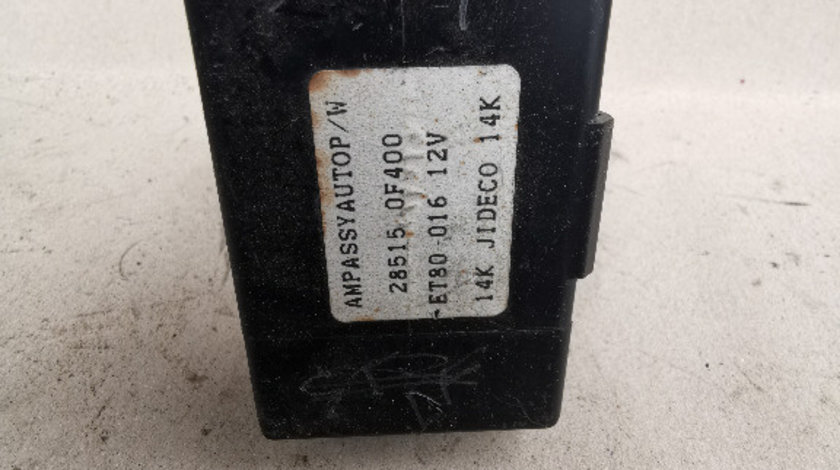 AMPASSYAUTOP/W
28515 0F400
ET80-016 12V
14K JIDECO 14K